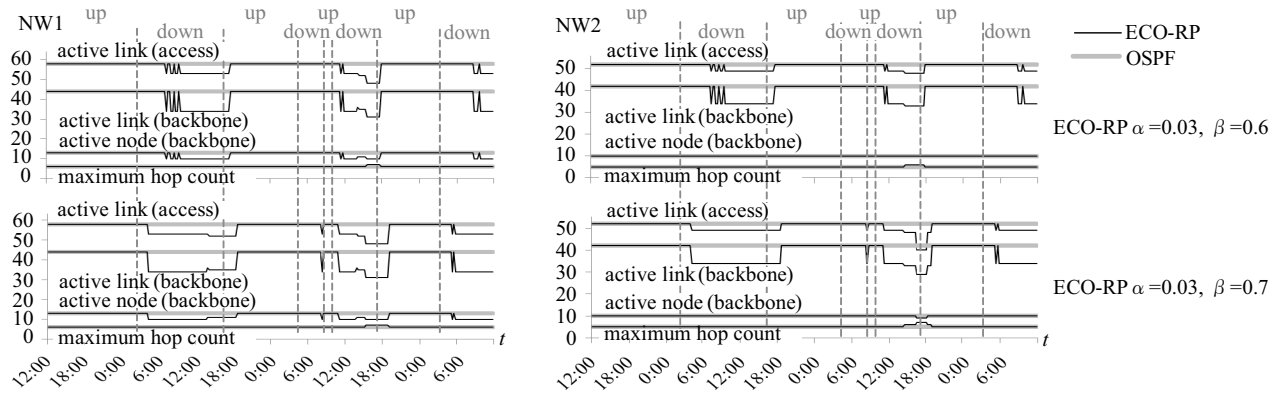 NW1
up
down
up
down
up
down
up
down
active link (access)
60
50
40
30
20
10
0
active link (backbone)
active node (backbone)
maximum hop count
active link (access)
60
50
40
30
20
10
0
active link (backbone)
active node (backbone)
maximum hop count
t
12:00
18:00
0:00
6:00
12:00
18:00
0:00
6:00
12:00
18:00
0:00
6:00
NW2
up
down
up
down
up
down
up
down
active link (access)
50
40
30
20
10
0
active link (backbone)
active node (backbone)
maximum hop count
active link (access)
50
40
30
20
10
0
active link (backbone)
active node (backbone)
maximum hop count
t
12:00
18:00
0:00
6:00
12:00
18:00
0:00
6:00
12:00
18:00
0:00
6:00
ECO-RP
OSPF
ECO-RP α=0.03, β=0.6
ECO-RP α=0.03, β=0.7